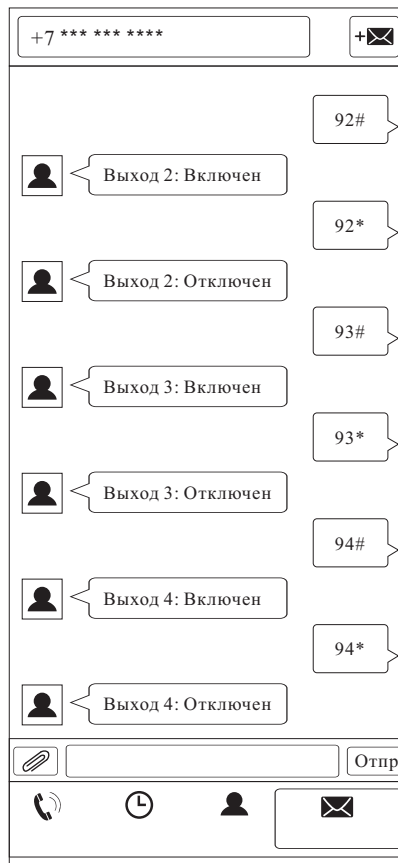 +7 *** *** ****
+
92#
Выход 2: Включен
92*
Выход 2: Отключен
93#
Выход 3: Включен
93*
Выход 3: Отключен
94#
Выход 4: Включен
94*
Выход 4: Отключен
Отпр